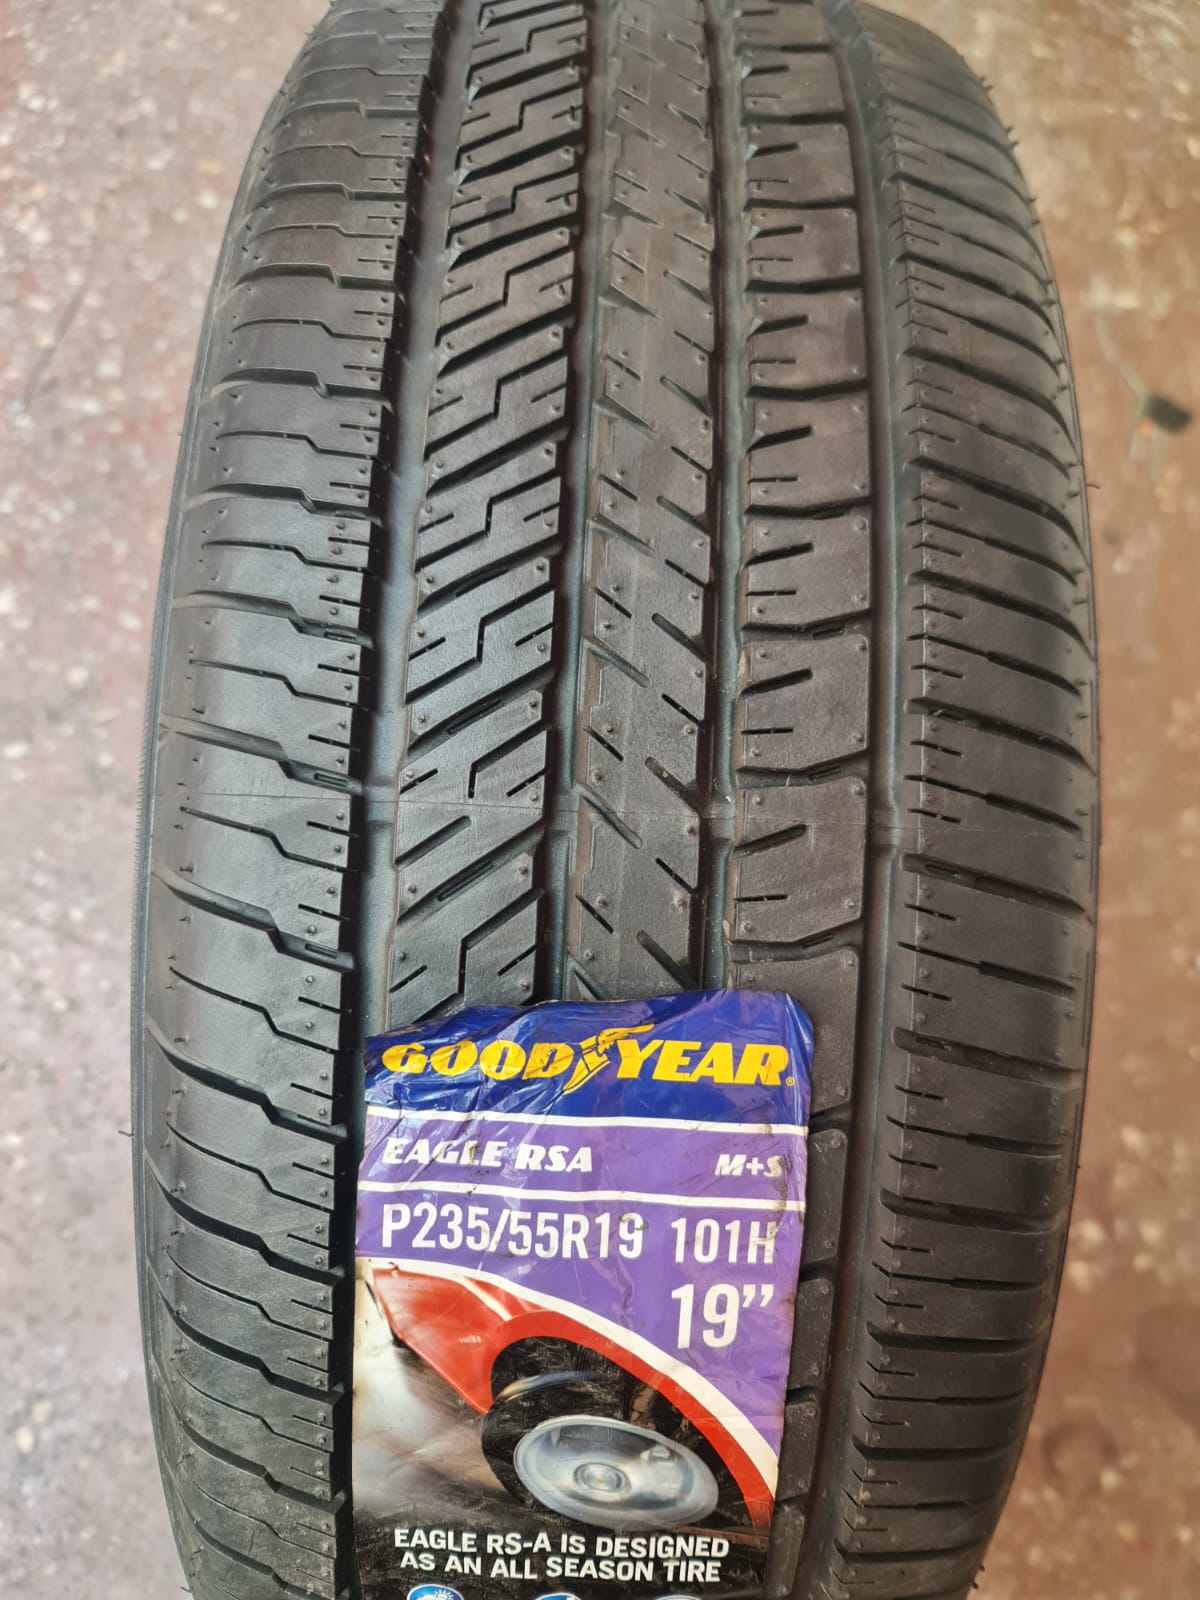 GOODYEAR®
EAGLE RSA M+S
P235/55R19 101H
19”
EAGLE RS-A IS DESIGNED
AS AN ALL SEASON TIRE